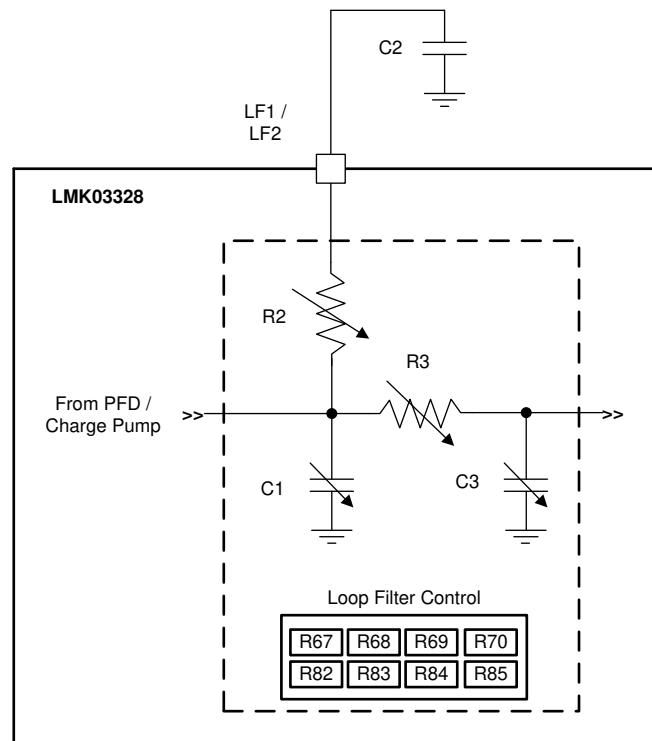 C2
LF1 /
LF2
LMK03328
R2
R3
From PFD /
Charge Pump
>>
>>
C1
C3
Loop Filter Control
R67 R68 R69 R70
R82 R83 R84 R85